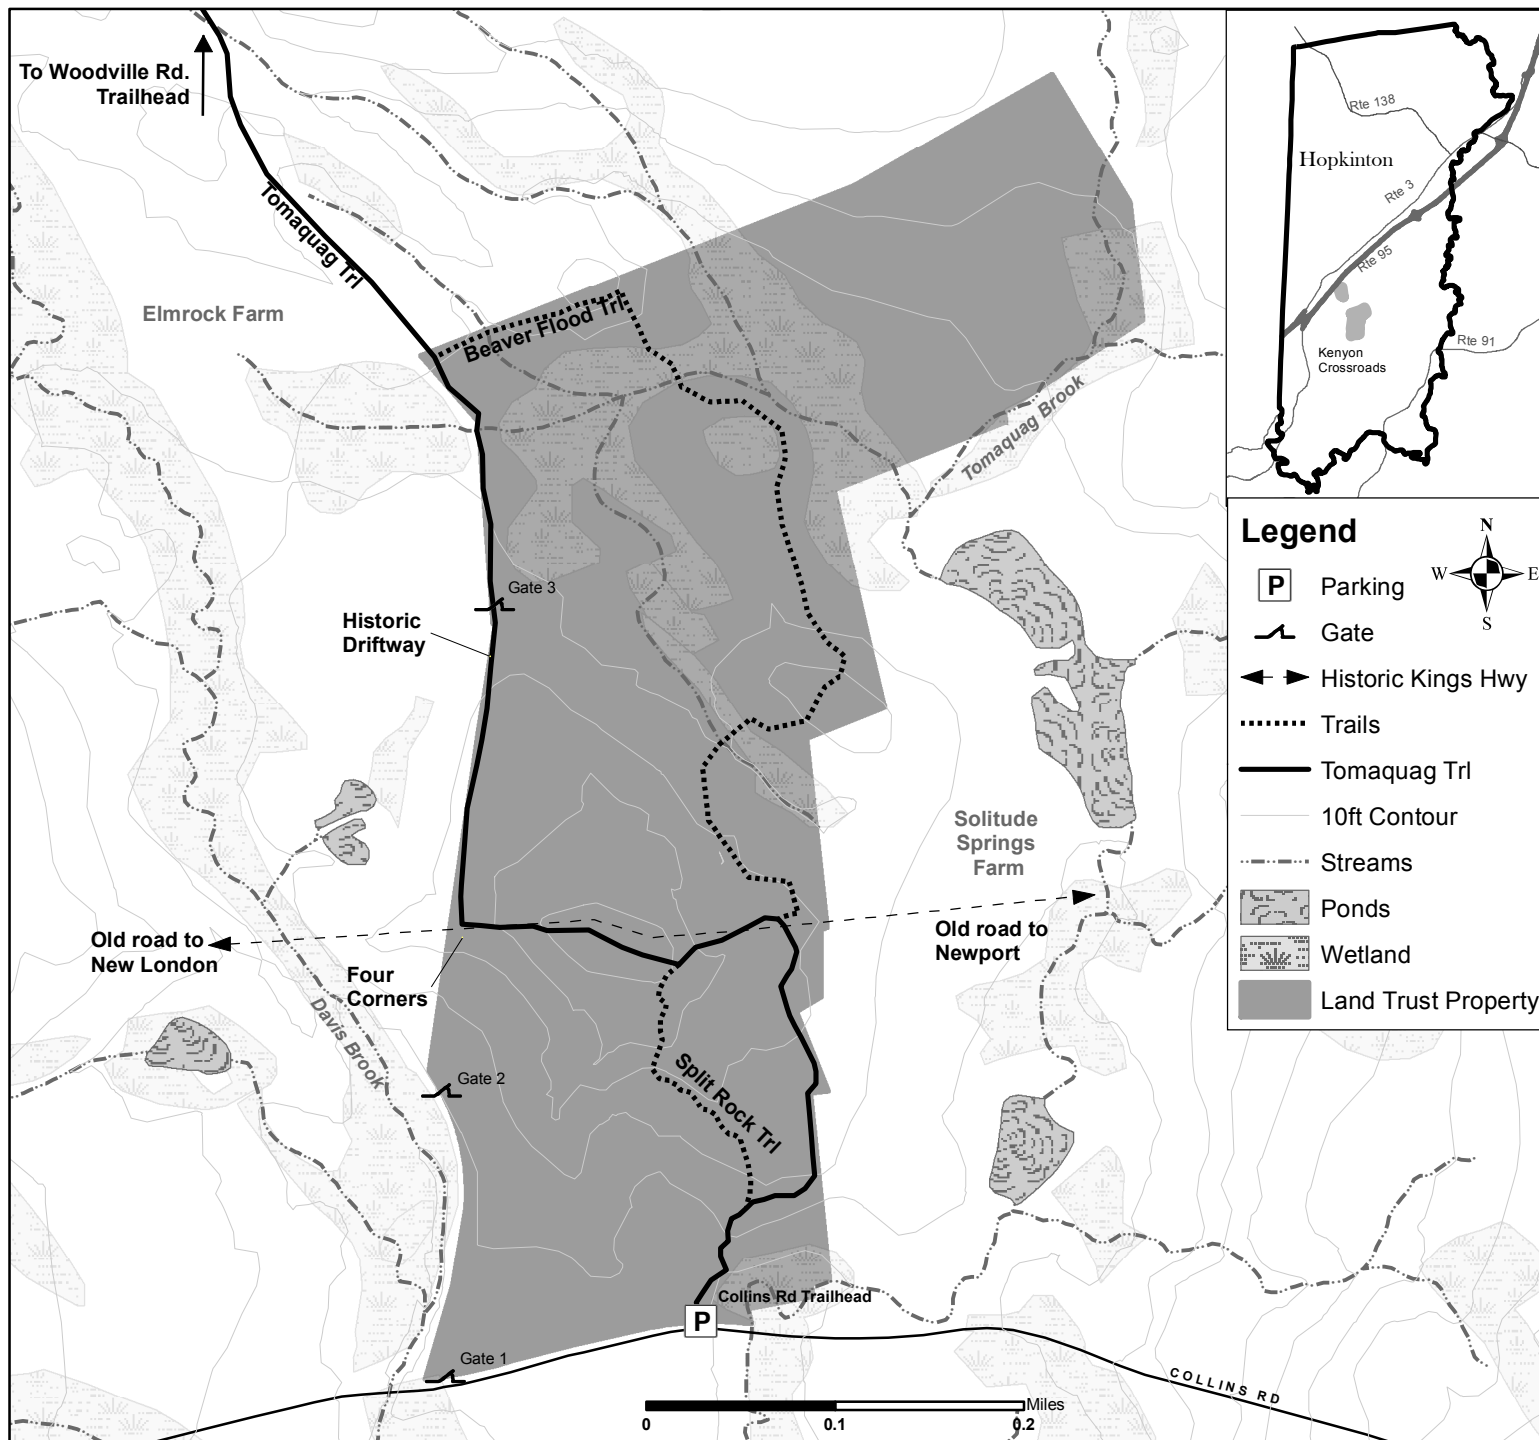 To Woodville Rd.
Trailhead
Tomaquag Trl
Elmrock Farm
Beaver Flood Trl
Tomaquag Brook
Gate 3
Historic
Driftway
Solitude
Springs
Farm
Old road to
New London
Four
Corners
Old road to
Newport
Davis Brook
Gate 2
Split Rock Trl
Collins Rd Trailhead
P
Gate 1
COLLINS RD
Miles
0
0.1
0.2
Rte 138
Hopkinton
Rte 3
Rte 95
Rte 91
Kenyon
Crossroads
Legend
N
W
E
S
P Parking
Gate
Historic Kings Hwy
Trails
Tomaquag Trl
10ft Contour
Streams
Ponds
Wetland
Land Trust Property